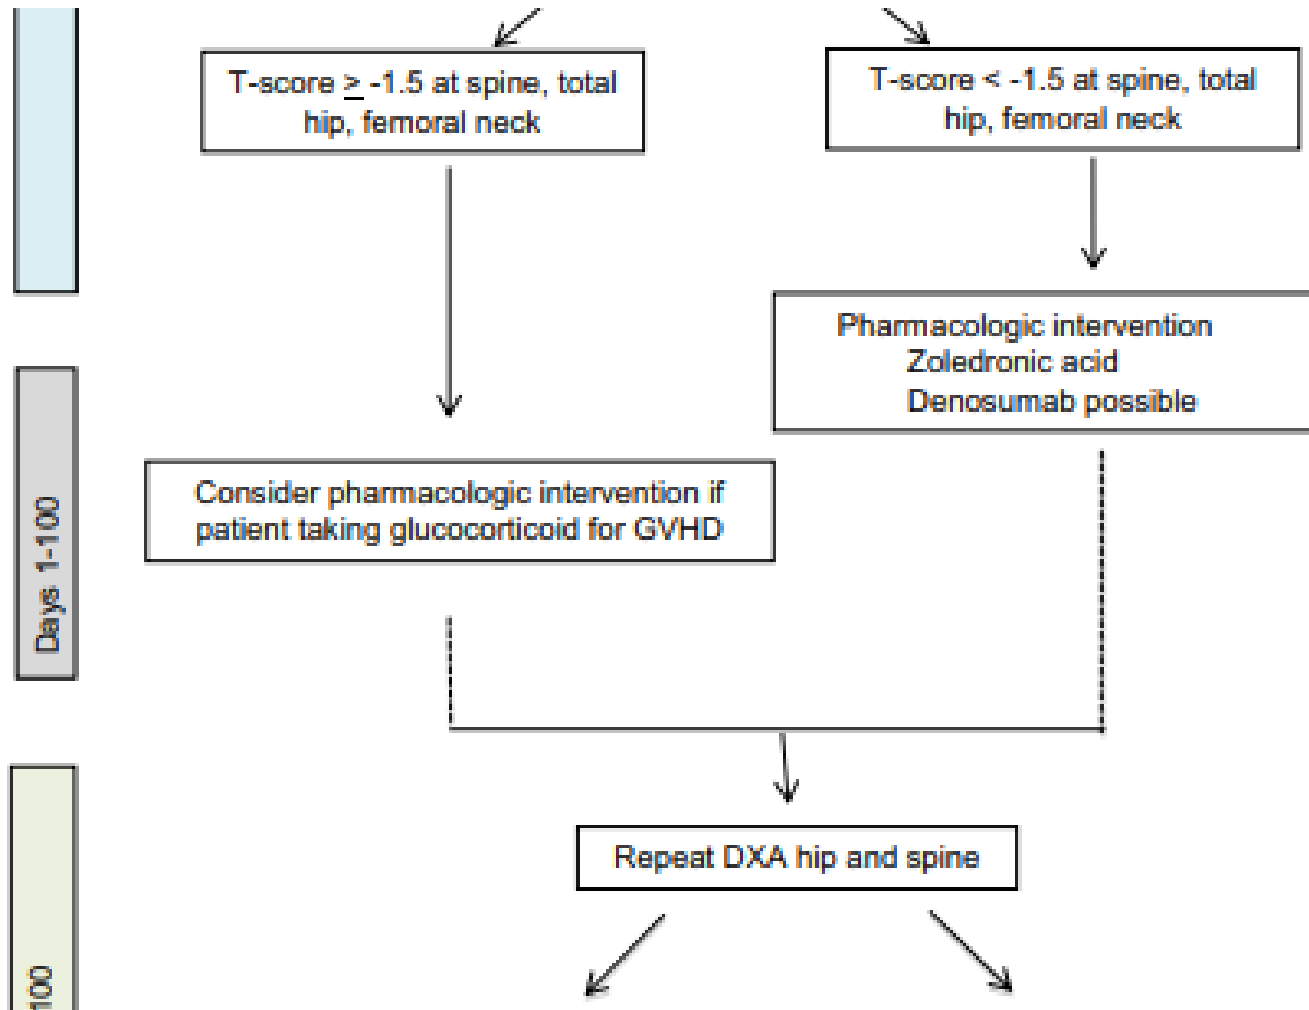 T-score ≥ -1.5 at spine, total
hip, femoral neck
T-score < -1.5 at spine, total
hip, femoral neck
Pharmacologic intervention
Zoledronic acid
Denosumab possible
Days 1-100
Consider pharmacologic intervention if
patient taking glucocorticoid for GVHD
Repeat DXA hip and spine
100